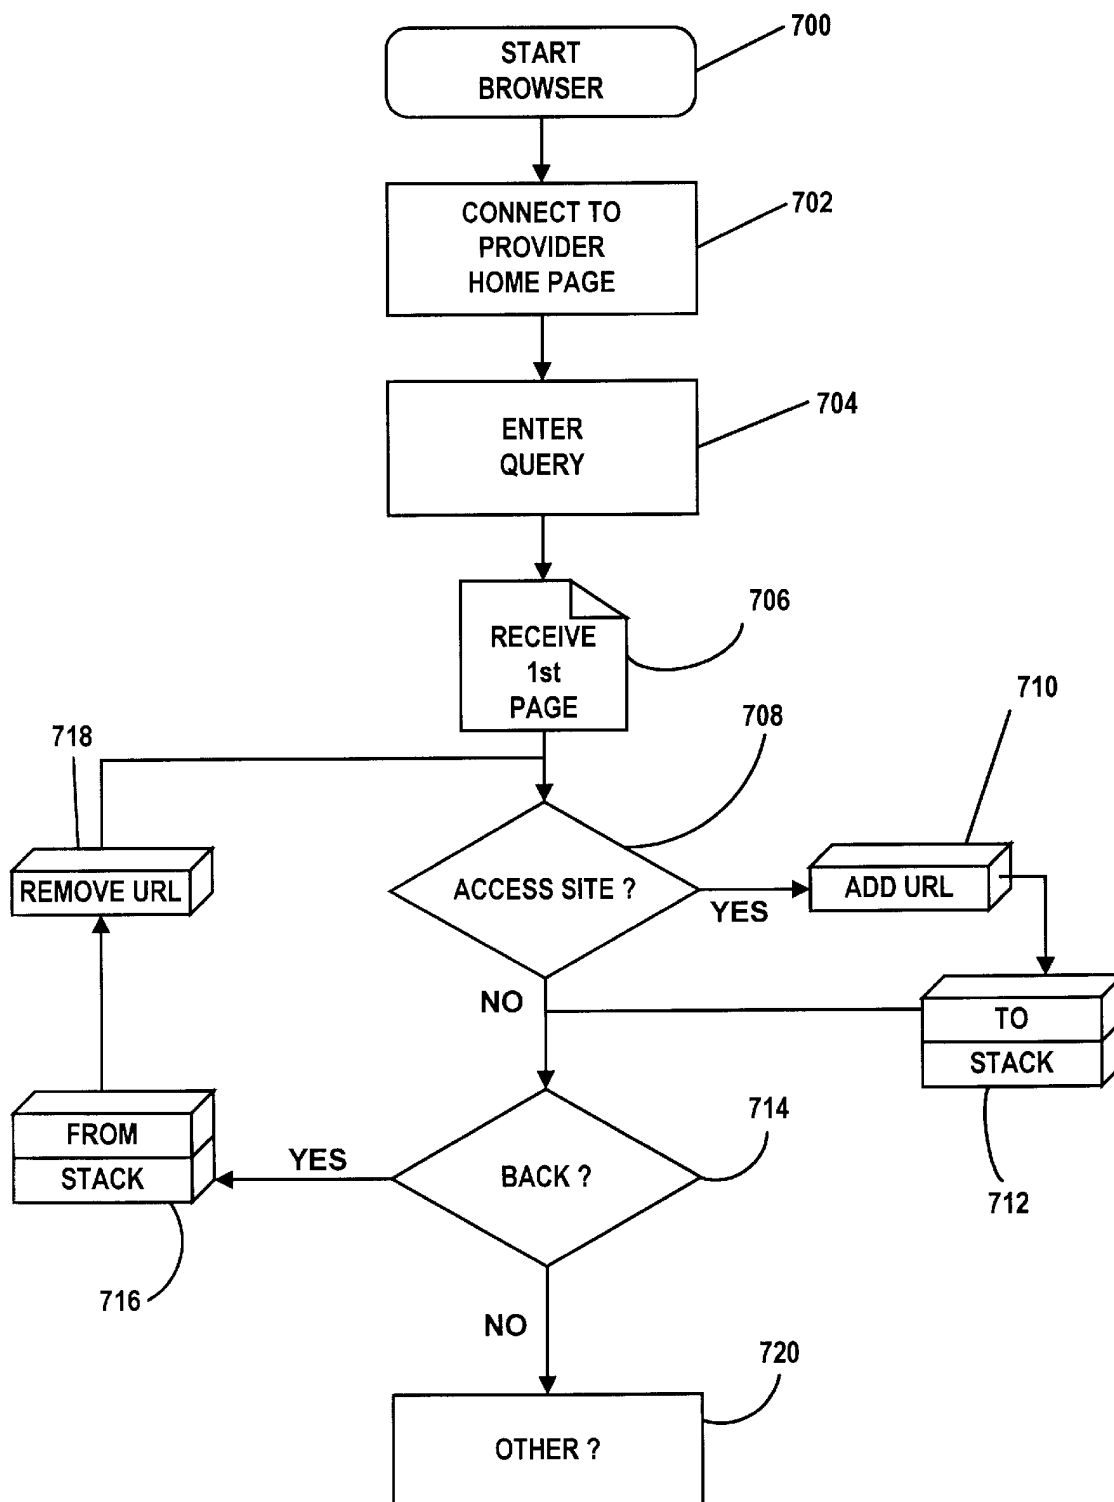 700
START
BROWSER
702
CONNECT TO
PROVIDER
HOME PAGE
704
ENTER
QUERY
706
RECEIVE
1st
PAGE
708
710
718
REMOVE URL
ACCESS SITE ?
YES
ADD URL
NO
TO
STACK
712
714
FROM
STACK
YES
BACK ?
716
NO
720
OTHER ?